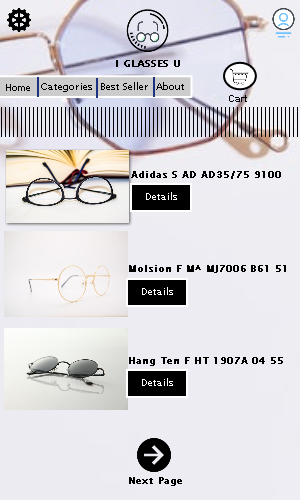 I GLASSES U
Home
Categories
Best Seller
About
Cart
Adidas S AD AD35/75 9100
Details
Molsion F MA MJ7006 B61 51
Details
Hang Ten F HT 1907A 04 55
Details
Next Page